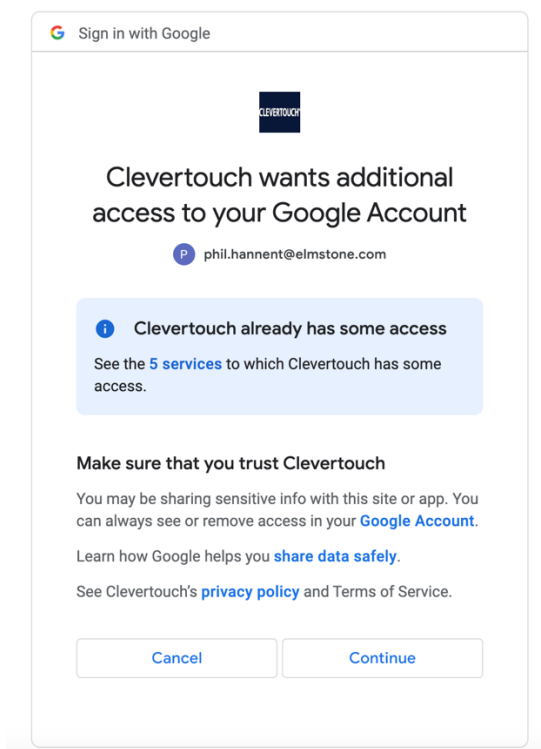 Sign in with Google
CLEVERTOUCH
Clevertouch wants additional
access to your Google Account
P phil.hannent@elmstone.com
Clevertouch already has some access
See the 5 services to which Clevertouch has some
access.
Make sure that you trust Clevertouch
You may be sharing sensitive info with this site or app. You
can always see or remove access in your Google Account.
Learn how Google helps you share data safely.
See Clevertouch's privacy policy and Terms of Service.
Cancel Continue